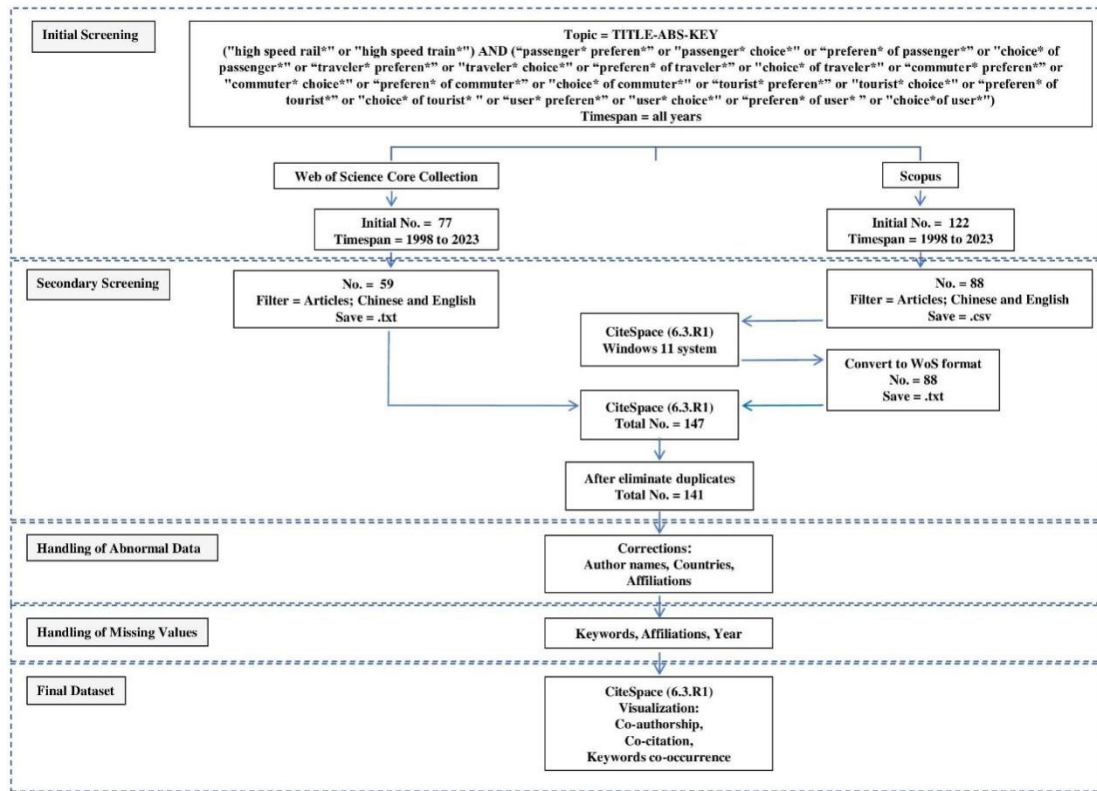 Initial Screening
Topic = TITLE-ABS-KEY
("high speed rail*" or "high speed train*") AND (“passenger* preferen*” or "passenger* choice*" or “preferen* of passenger*” or "choice* of
passenger*" or “traveler* preferen*” or "traveler* choice*" or “preferen* of traveler*” or "choice* of traveler*" or “commuter* preferen*” or
"commuter* choice*" or “preferen* of commuter*” or "choice* of commuter*" or “tourist* preferen*” or "tourist* choice*" or “preferen* of
tourist*” or "choice* of tourist* " or “user* preferen*” or "user* choice*" or “preferen* of user* ” or "choice*of user*")
Timespan = all years
Web of Science Core Collection
Scopus
Initial No. = 77
Timespan = 1998 to 2023
Initial No. = 122
Timespan = 1998 to 2023
Secondary Screening
No. = 59
Filter = Articles; Chinese and English
Save = .txt
No. = 88
Filter = Articles; Chinese and English
Save = .csv
CiteSpace (6.3.R1)
Windows 11 system
Convert to WoS format
No. = 88
Save = .txt
CiteSpace (6.3.R1)
Total No. = 147
After eliminate duplicates
Total No. = 141
Handling of Abnormal Data
Corrections:
Author names, Countries,
Affiliations
Handling of Missing Values
Keywords, Affiliations, Year
Final Dataset
CiteSpace (6.3.R1)
Visualization:
Co-authorship,
Co-citation,
Keywords co-occurrence